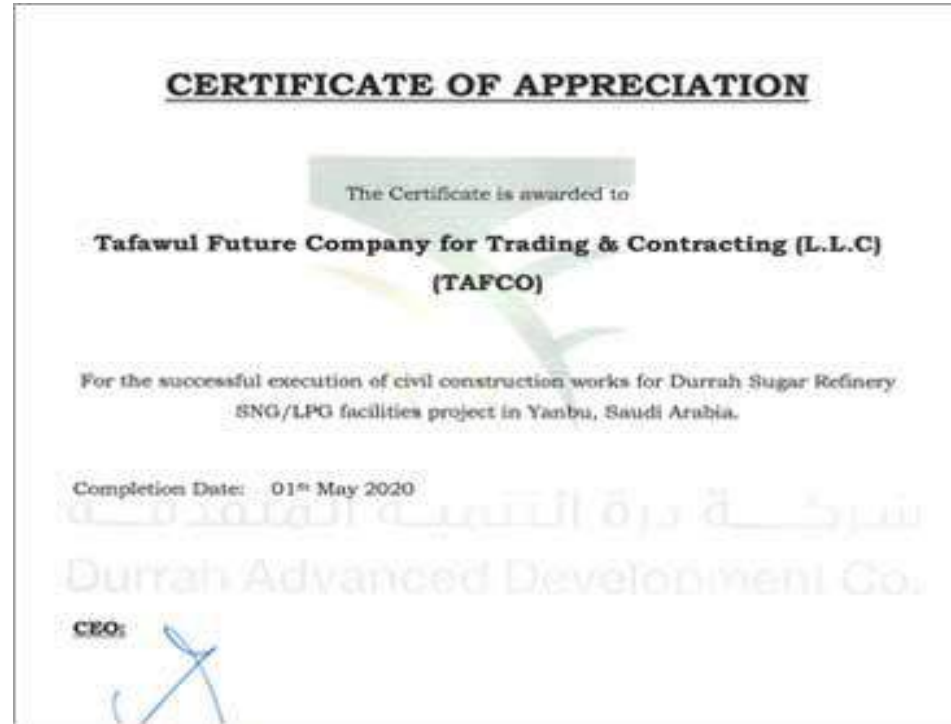 CERTIFICATE OF APPRECIATION
The Certificate is awarded to
Tafawul Future Company for Trading & Contracting (L.L.C)
(TAFCO)
For the successful execution of civil construction works for Durrah Sugar Refinery
SNG/LPG facilities project in Yanbu, Saudi Arabia.
Completion Date: 01st May 2020
شركة درة التنمية المتقدمة
Durrah Advanced Development Co.
CEO: